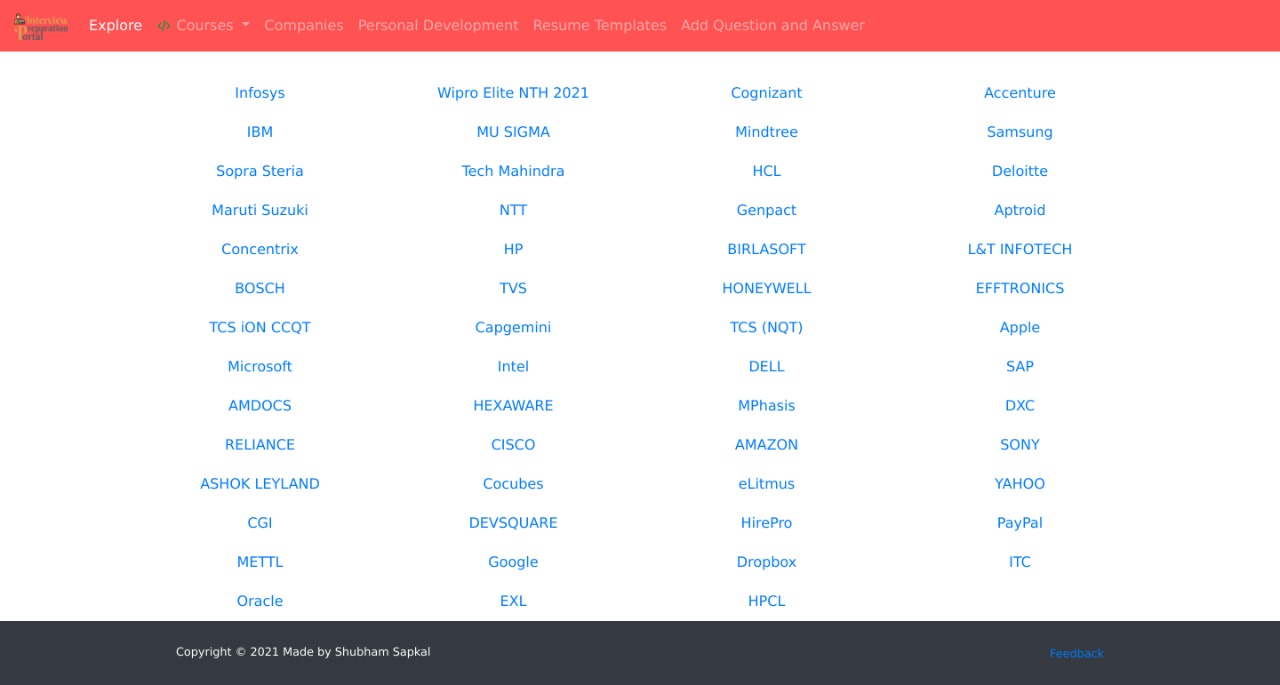 Interview
Preparation
Portal
Explore Courses Companies Personal Development Resume Templates Add Question and Answer
Infosys Wipro Elite NTH 2021 Cognizant Accenture
IBM MU SIGMA Mindtree Samsung
Sopra Steria Tech Mahindra HCL Deloitte
Maruti Suzuki NTT Genpact Aptroid
Concentrix HP BIRLASOFT L&T INFOTECH
BOSCH TVS HONEYWELL EFFTRONICS
TCS iON CCQT Capgemini TCS (NQT) Apple
Microsoft Intel DELL SAP
AMDOCS HEXAWARE MPhasis DXC
RELIANCE CISCO AMAZON SONY
ASHOK LEYLAND Cocubes eLitmus YAHOO
CGI DEVSQUARE HirePro PayPal
METTL Google Dropbox ITC
Oracle EXL HPCL
Copyright © 2021 Made by Shubham Sapkal Feedback